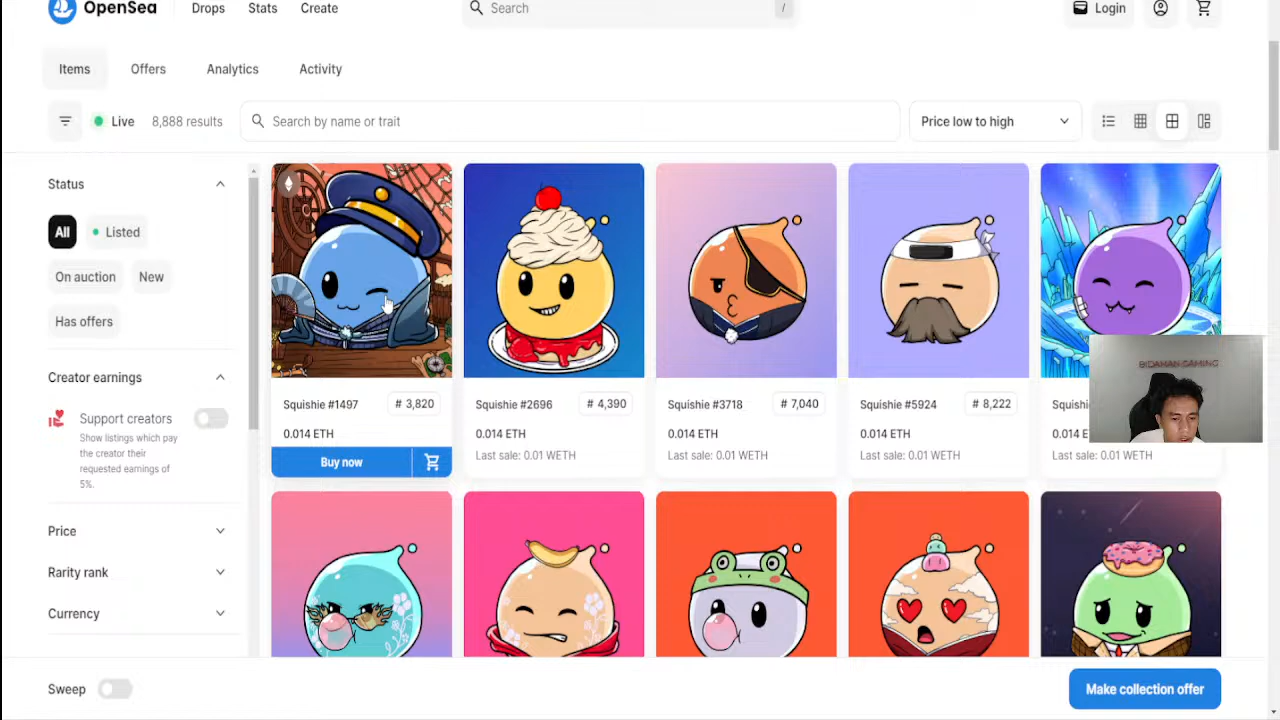 OpenSea Drops Stats Create Search / Login
Items Offers Analytics Activity
Live 8,888 results Search by name or trait Price low to high
Status
All Listed
On auction New
Has offers
Creator earnings
Support creators
Show listings which pay
the creator their
requested earnings of
5%.
Price
Rarity rank
Currency
Squishie #1497 # 3,820
0.014 ETH
Buy now
Squishie #2696 # 4,390
0.014 ETH
Last sale: 0.01 WETH
Squishie #3718 # 7,040
0.014 ETH
Last sale: 0.01 WETH
Squishie #5924 # 8,222
0.014 ETH
Last sale: 0.01 WETH
BIDAMAN GAMING
Squishi
0.014 E
Last sale: 0.01 WETH
Sweep Make collection offer